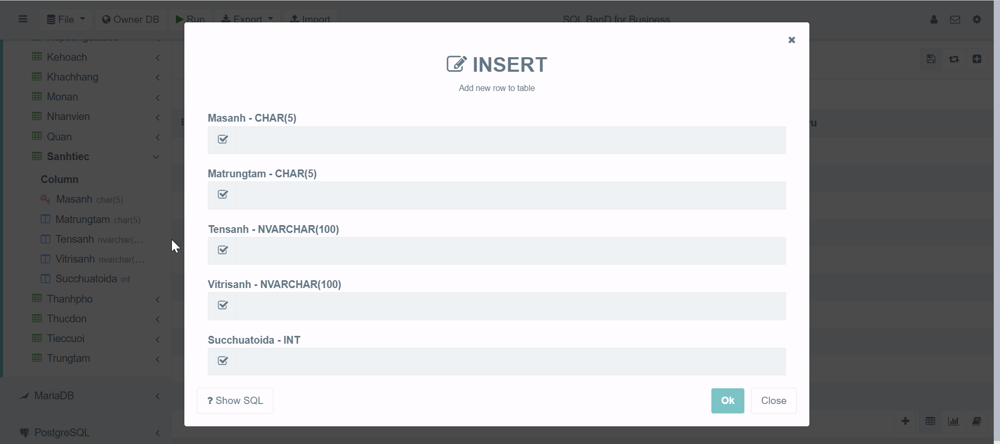 File
Owner DB
Run
Export
Import
SQL BanD for Business
Kehoach
Khachhang
Monan
Nhanvien
Quan
Sanhtiec
Column
Masanh char(5)
Matrungtam char(5)
Tensanh nvarchar(...
Vitrisanh nvarchar(...
Succhuatoida int
Thanhpho
Thucdon
Tieccuoi
Trungtam
MariaDB
PostgreSQL
INSERT
Add new row to table
Masanh - CHAR(5)
Matrungtam - CHAR(5)
Tensanh - NVARCHAR(100)
Vitrisanh - NVARCHAR(100)
Succhuatoida - INT
? Show SQL
Ok
Close